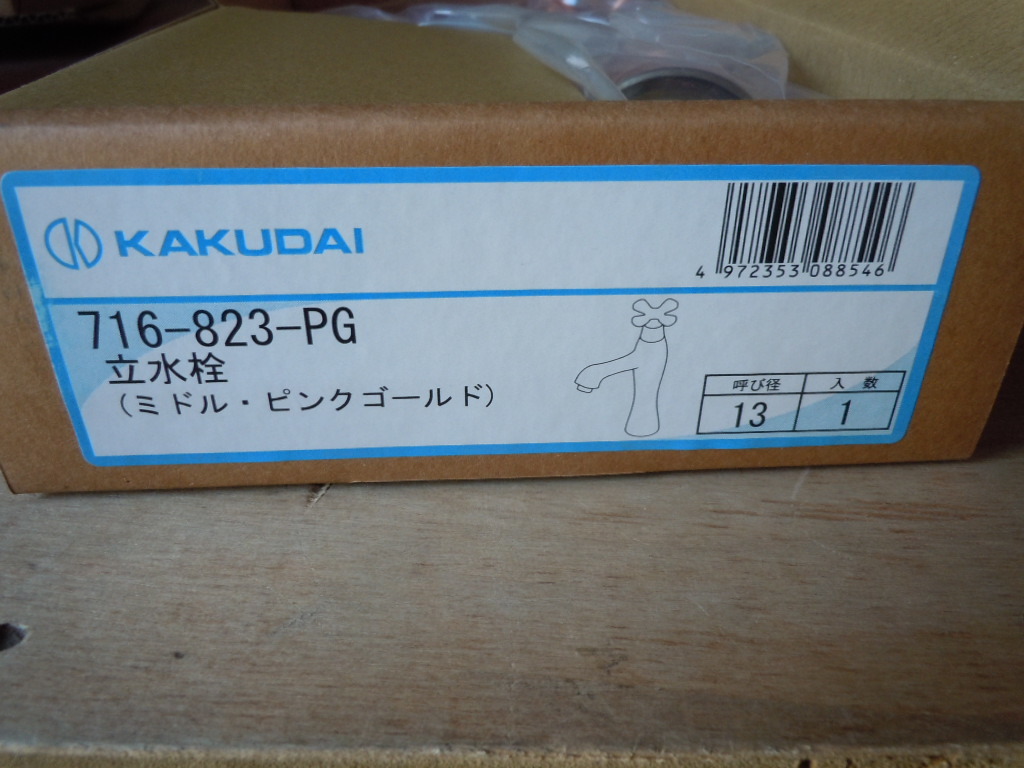 KAKUDAI
4 972353 088546
716-823-PG
立水栓
(ミドル・ピンクゴールド)
呼び径 入数
13 1